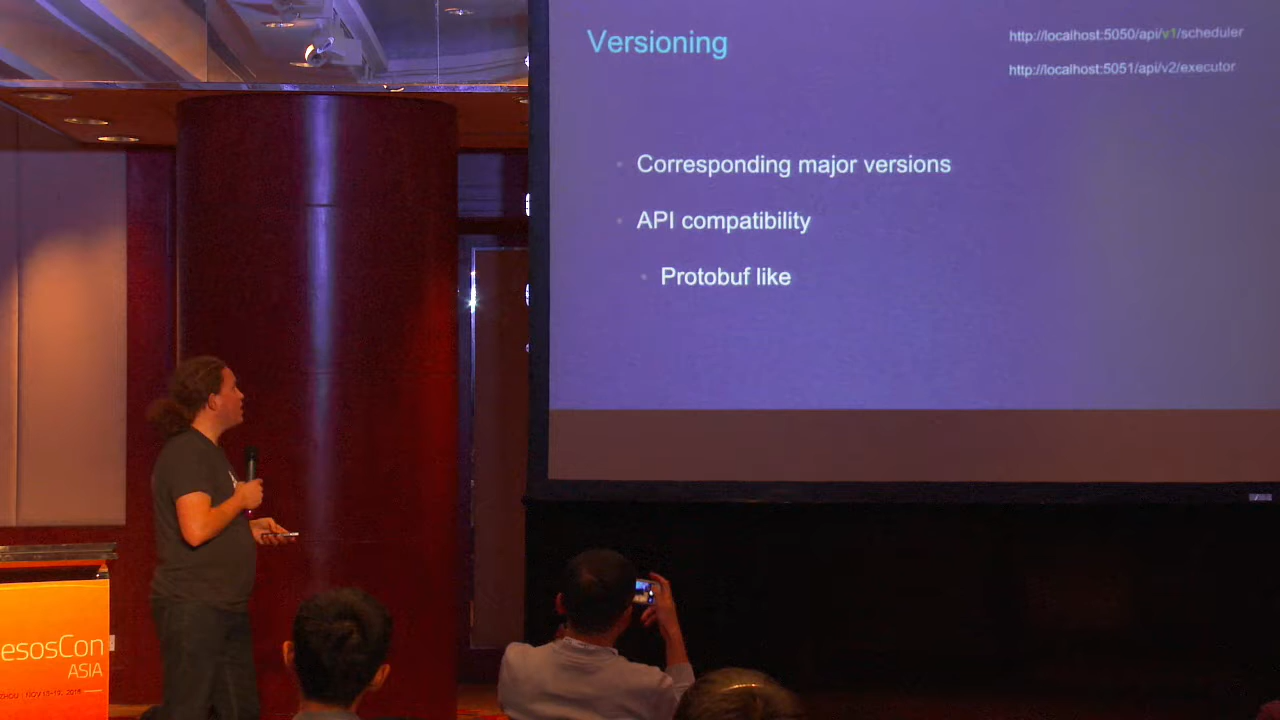 Versioning
http://localhost:5050/api/v1/scheduler
http://localhost:5051/api/v2/executor
Corresponding major versions
API compatibility
Protobuf like
esosCon
ASIA